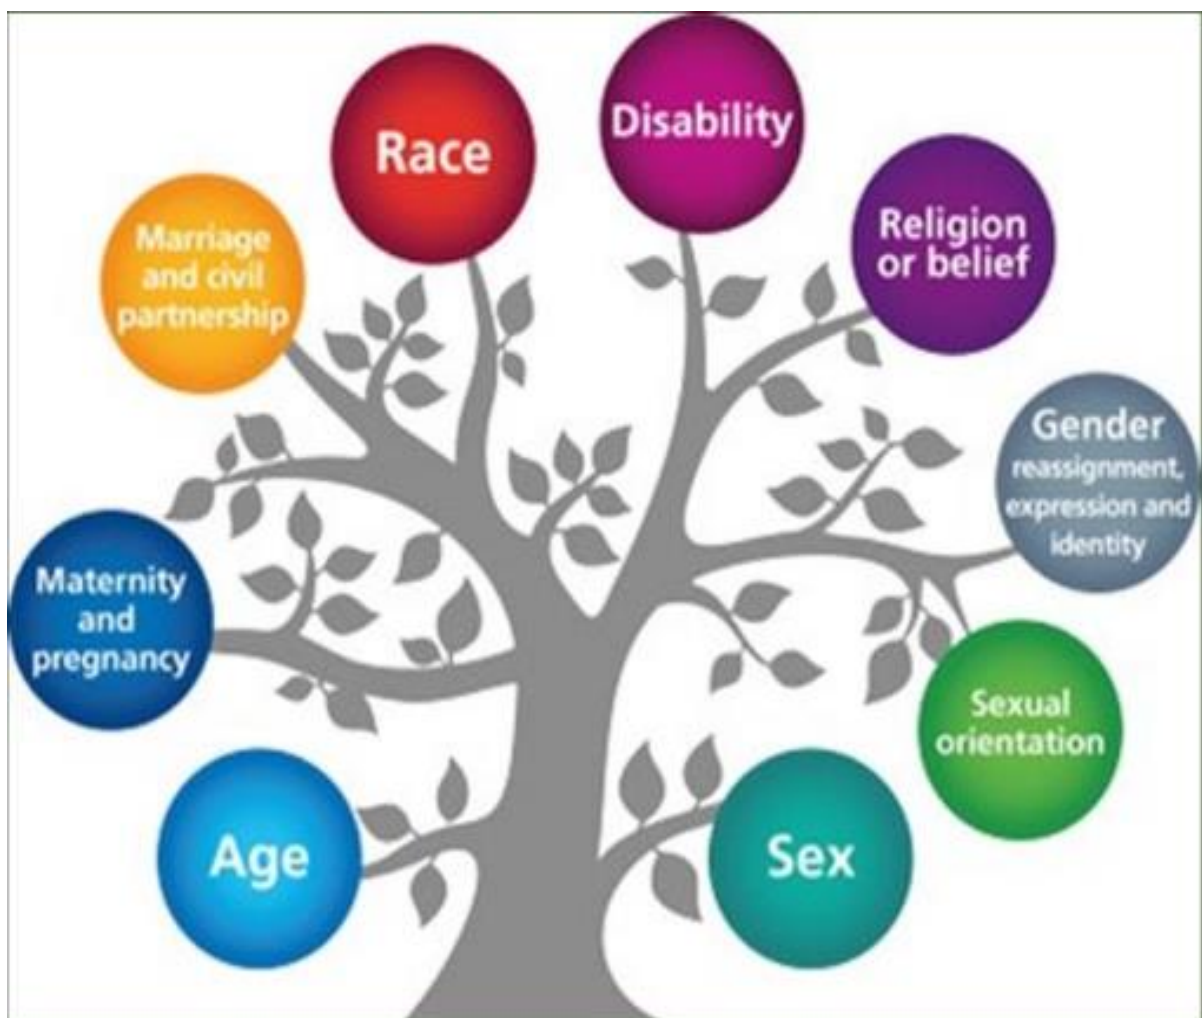 Race
Disability
Marriage
and civil
partnership
Religion
or belief
Gender
reassignment,
expression and
identity
Maternity
and
pregnancy
Sexual
orientation
Age
Sex